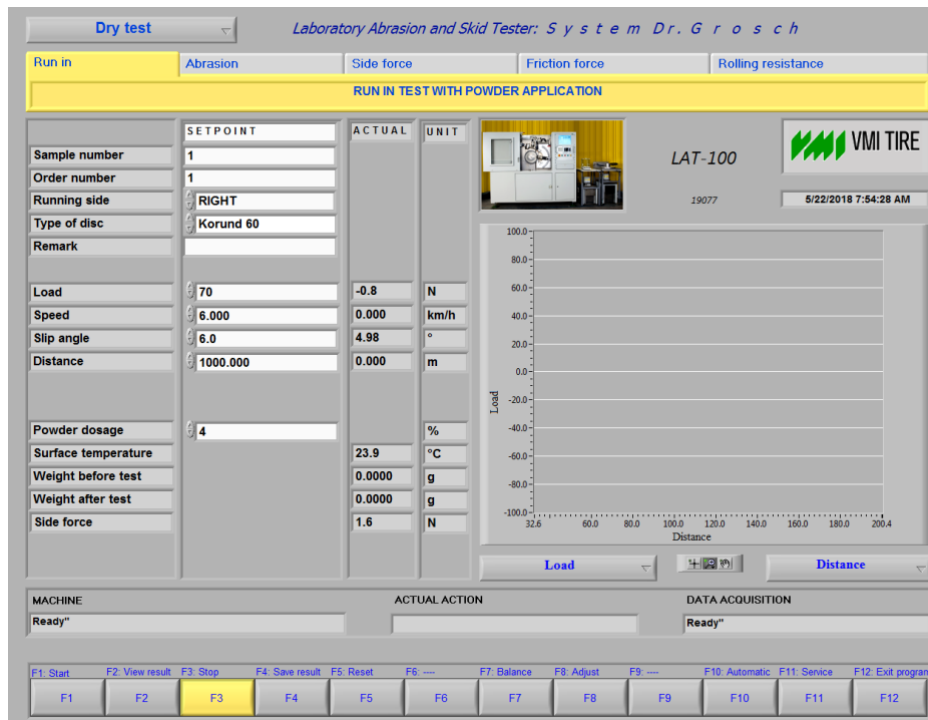 Dry test
Laboratory Abrasion and Skid Tester: System Dr.Grosch
Run in Abrasion Side force Friction force Rolling resistance
RUN IN TEST WITH POWDER APPLICATION
SETPOINT ACTUAL UNIT
Sample number 1
Order number 1
Running side RIGHT
Type of disc Korund 60
Remark
Load 70 -0.8 N
Speed 6.000 0.000 km/h
Slip angle 6.0 4.98 °
Distance 1000.000 0.000 m
Powder dosage 4 %
Surface temperature 23.9 °C
Weight before test 0.0000 g
Weight after test 0.0000 g
Side force 1.6 N
LAT-100
VMI TIRE
19077
5/22/2018 7:54:28 AM
100.0
80.0
60.0
40.0
20.0
0.0
-20.0
-40.0
-60.0
-80.0
-100.0
Load
32.6 60.0 80.0 100.0 120.0 140.0 160.0 180.0 200.4
Distance
Load Distance
MACHINE ACTUAL ACTION DATA ACQUISITION
Ready" Ready"
F1: Start F2: View result F3: Stop F4: Save result F5: Reset F6: ---- F7: Balance F8: Adjust F9: ---- F10: Automatic F11: Service F12: Exit program
F1 F2 F3 F4 F5 F6 F7 F8 F9 F10 F11 F12